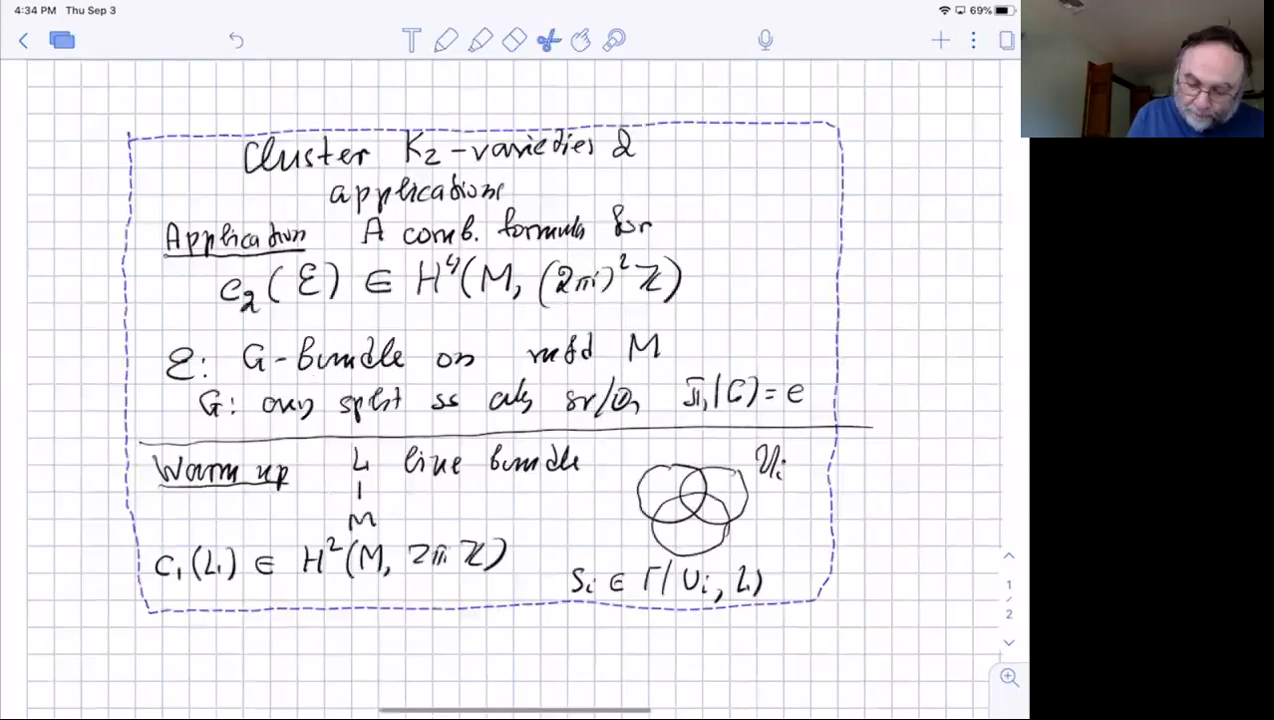 4:34 PM Thu Sep 3
69%
Cluster K₂-varieties &
applications
Application A comb. formula for
c₂(ℰ) ∈ H⁴(M, (2πi)²ℤ)
ℰ: G-bundle on mfd M
G: any split ss alg gr/ℚ, π₁(G) = e
Warm up L line bundle
|
M
𝒰ᵢ
c₁(L) ∈ H²(M, 2πi ℤ)
sᵢ ∈ Γ(Uᵢ, L)
1
/
2